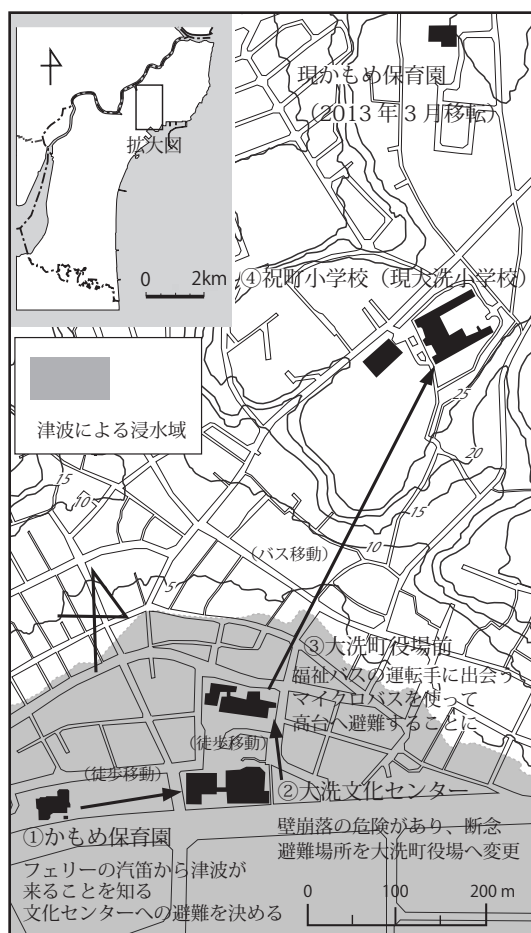 現かもめ保育園
（2013 年 3 月移転）
拡大図
0 2km
④祝町小学校（現大洗小学校）
津波による浸水域
25
20
15
10
15
10
5
（バス移動）
③大洗町役場前
福祉バスの運転手に出会う
マイクロバスを使って
高台へ避難することに
（徒歩移動）
（徒歩移動）
②大洗文化センター
壁崩落の危険があり、断念
避難場所を大洗町役場へ変更
①かもめ保育園
フェリーの汽笛から津波が
来ることを知る
文化センターへの避難を決める
0 100 200 m